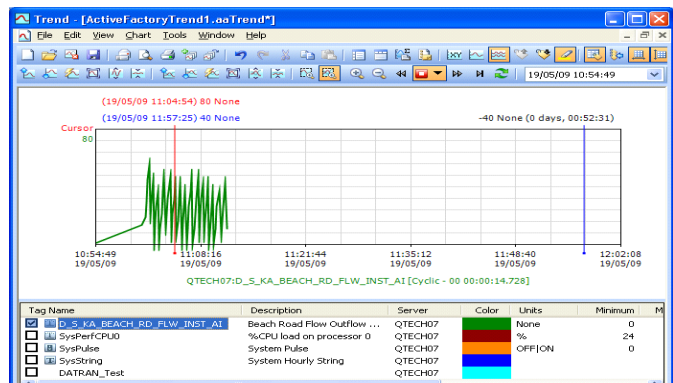 Trend - [ActiveFactoryTrend1.aaTrend*]
File Edit View Chart Tools Window Help
19/05/09 10:54:49
(19/05/09 11:04:54) 80 None
(19/05/09 11:57:25) 40 None -40 None (0 days, 00:52:31)
Cursor
80
10:54:49 11:08:16 11:21:44 11:35:12 11:48:40 12:02:08
19/05/09 19/05/09 19/05/09 19/05/09 19/05/09 19/05/09
QTECH07:D_S_KA_BEACH_RD_FLW_INST_AI [Cyclic - 00 00:00:14.728]
Tag Name Description Server Color Units Minimum M
D_S_KA_BEACH_RD_FLW_INST_AI Beach Road Flow Outflow ... QTECH07 None 0
SysPerfCPU0 %CPU load on processor 0 QTECH07 % 24
SysPulse System Pulse QTECH07 OFF|ON 0
SysString System Hourly String QTECH07
DATRAN_Test QTECH07